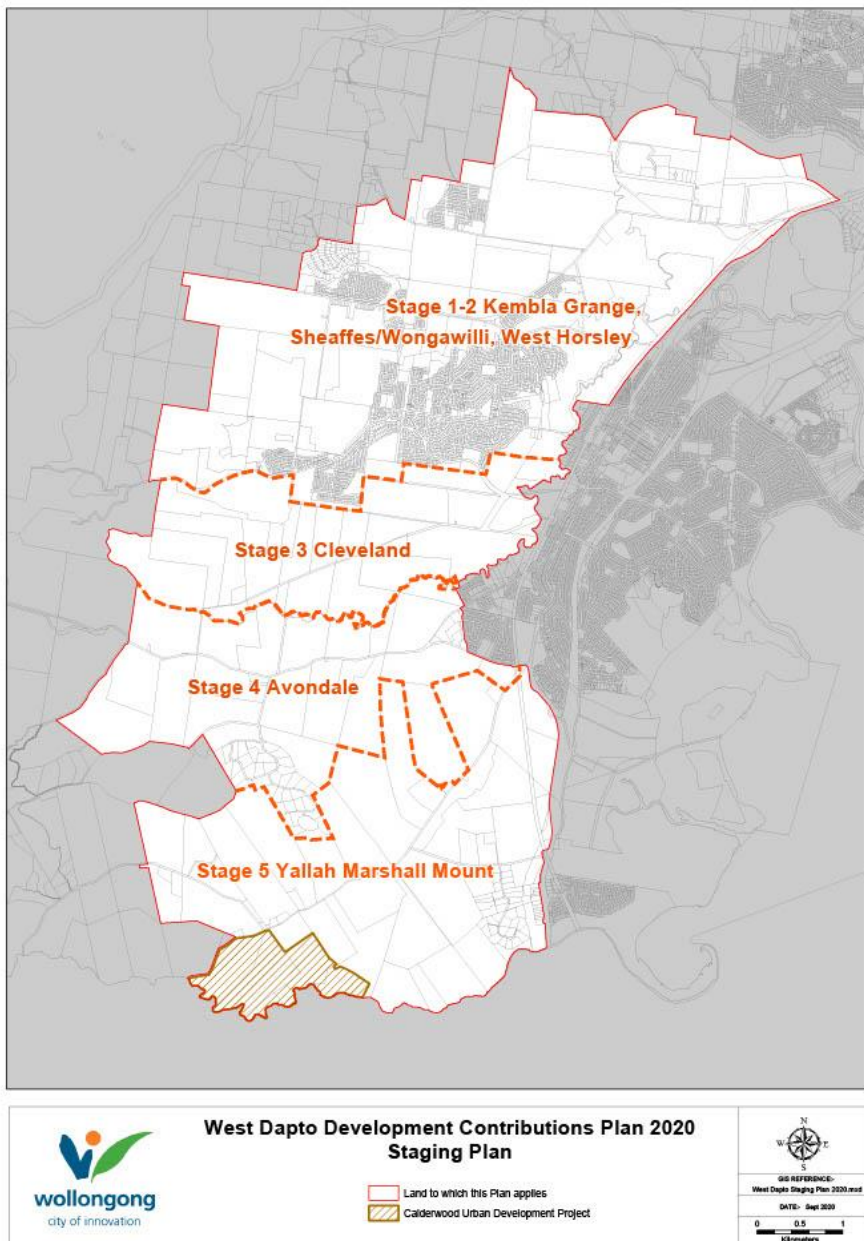 Stage 1-2 Kembla Grange,
Sheaffes/Wongawilli, West Horsley
Stage 3 Cleveland
Stage 4 Avondale
Stage 5 Yallah Marshall Mount
wollongong
city of innovation
West Dapto Development Contributions Plan 2020
Staging Plan
Land to which this Plan applies
Calderwood Urban Development Project
N
W E
S
GIS REFERENCE:-
West Dapto Staging Plan 2020.mxd
DATE:- Sept 2020
0 0.5 1
Kilometers